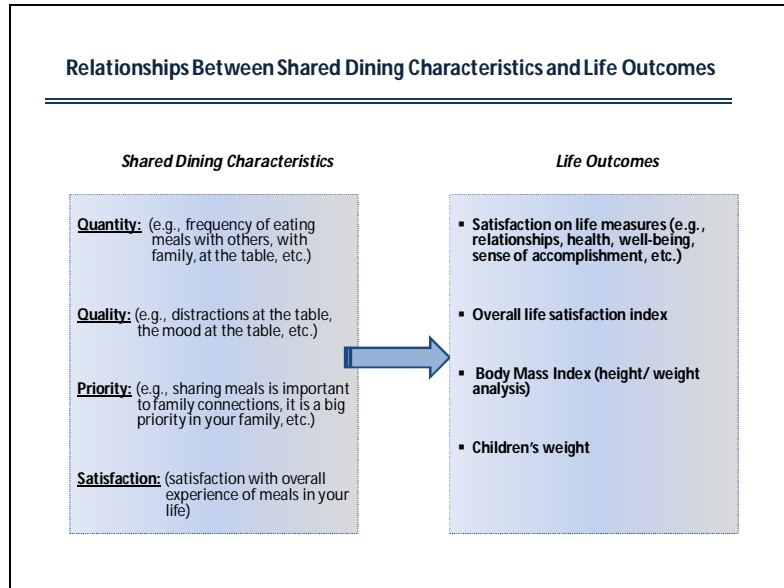 Relationships Between Shared Dining Characteristics and Life Outcomes
Shared Dining Characteristics
Quantity: (e.g., frequency of eating
meals with others, with
family, at the table, etc.)
Quality: (e.g., distractions at the table,
the mood at the table, etc.)
Priority: (e.g., sharing meals is important
to family connections, it is a big
priority in your family, etc.)
Satisfaction: (satisfaction with overall
experience of meals in your
life)
Life Outcomes
▪ Satisfaction on life measures (e.g.,
relationships, health, well-being,
sense of accomplishment, etc.)
▪ Overall life satisfaction index
▪ Body Mass Index (height/ weight
analysis)
▪ Children's weight